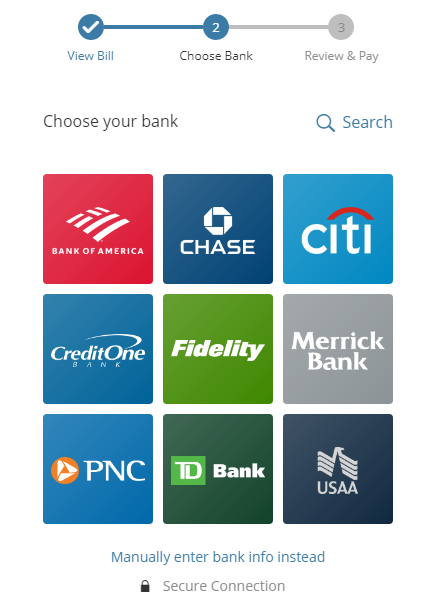 2
3
View Bill
Choose Bank
Review & Pay
Choose your bank
Search
BANK OF AMERICA
CHASE
citi
CreditOne
BANK
Fidelity
Merrick
Bank
PNC
TD Bank
USAA
Manually enter bank info instead
Secure Connection